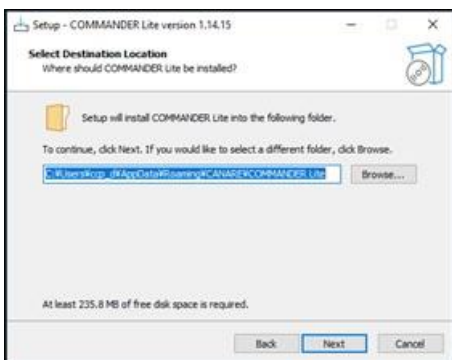 Setup - COMMANDER Lite version 1.14.15
Select Destination Location
Where should COMMANDER Lite be installed?
Setup will install COMMANDER Lite into the following folder.
To continue, click Next. If you would like to select a different folder, click Browse.
C:¥Users¥ccp_d¥AppData¥Roaming¥CANARE¥COMMANDER Lite
Browse...
At least 235.8 MB of free disk space is required.
Back Next Cancel